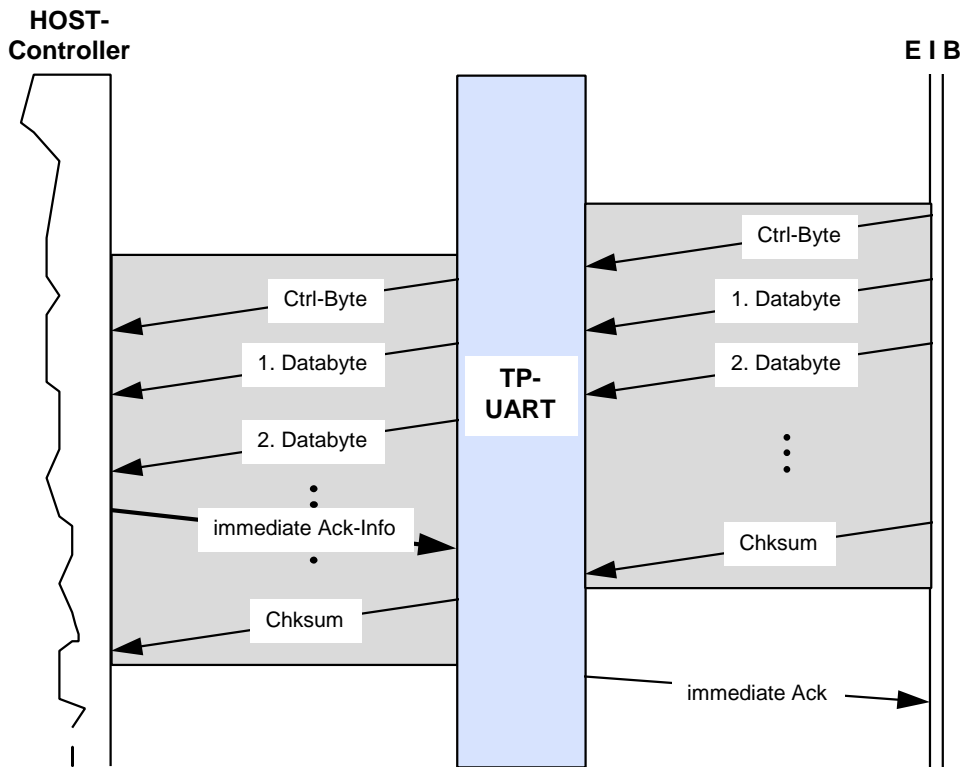 HOST-
Controller
E I B
Ctrl-Byte
Ctrl-Byte
1. Databyte
1. Databyte
2. Databyte
TP-
UART
2. Databyte
immediate Ack-Info
Chksum
Chksum
immediate Ack